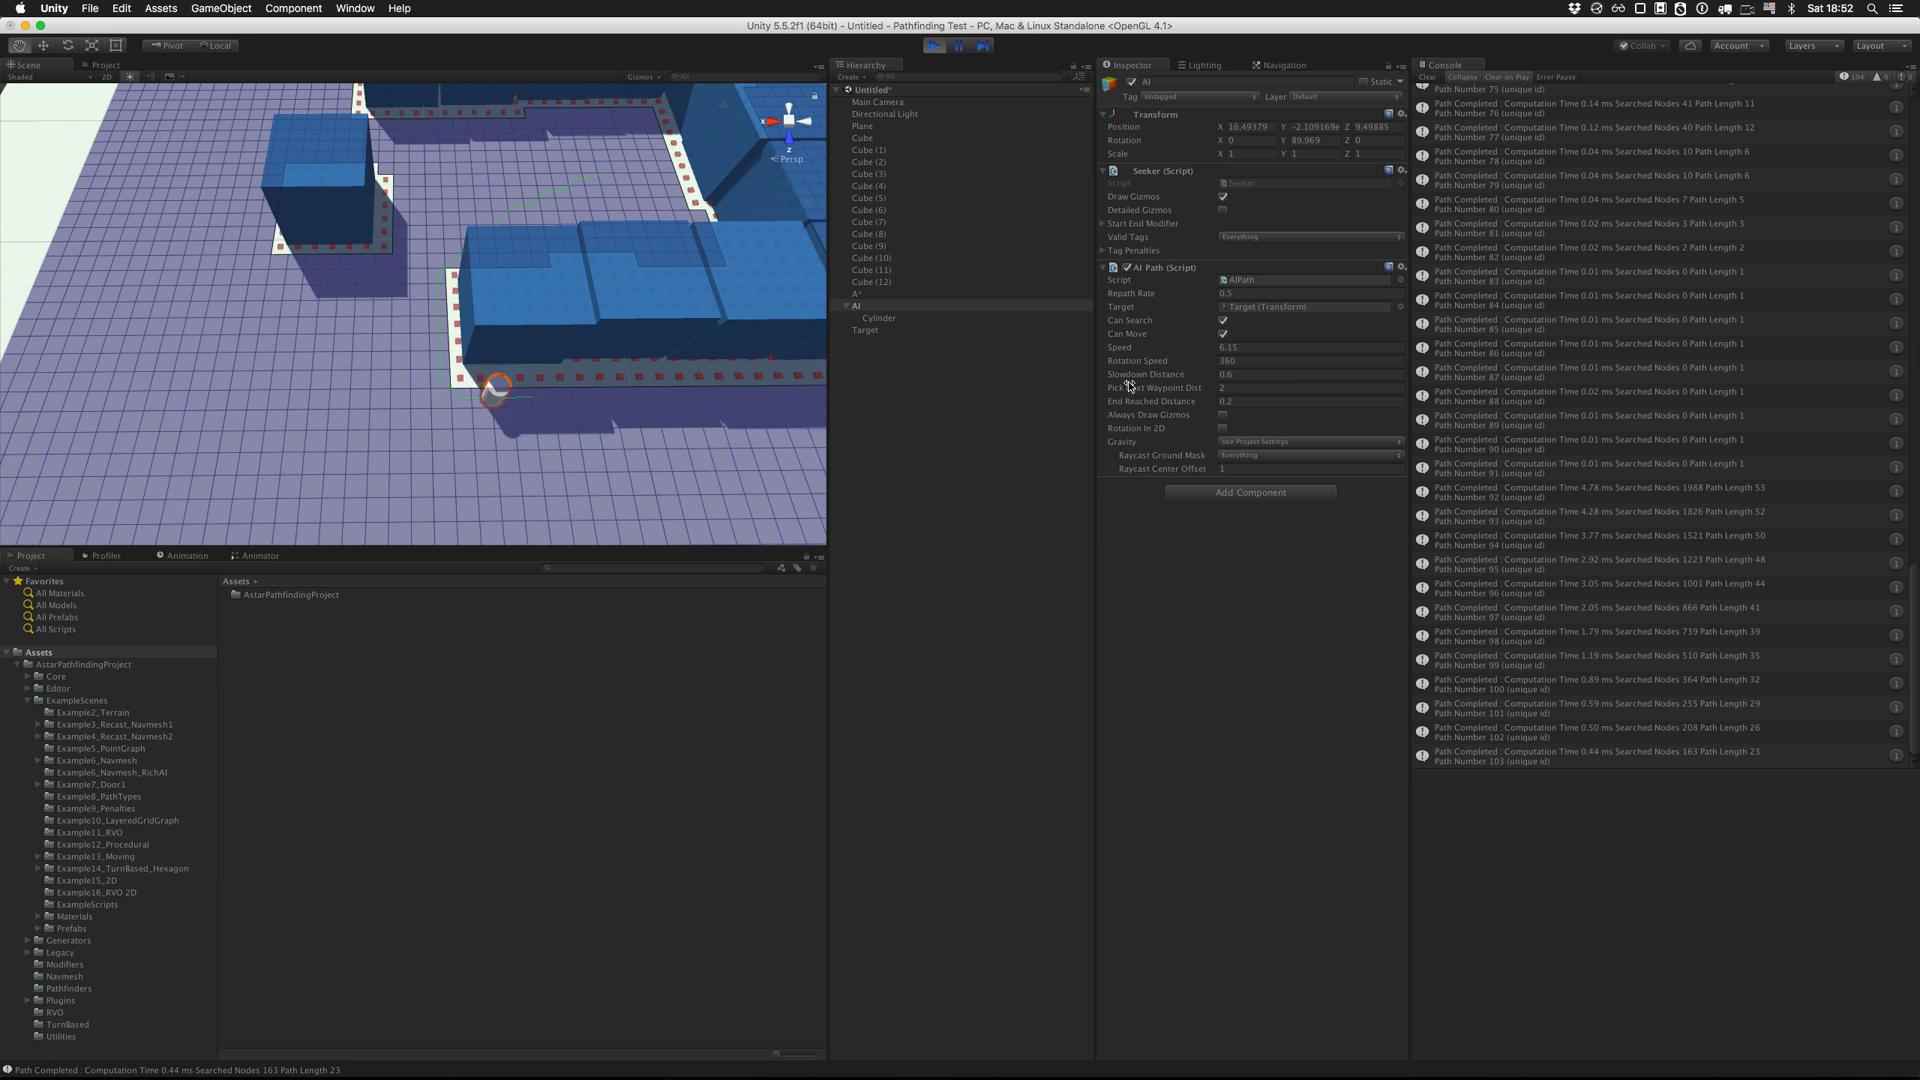 Unity File Edit Assets GameObject Component Window Help Sat 18:52
Unity 5.5.2f1 (64bit) - Untitled - Pathfinding Test - PC, Mac & Linux Standalone <OpenGL 4.1>
Pivot Local Collab Account Layers Layout
Scene Project
Shaded 2D Gizmos All
x
z
Persp
Hierarchy
Create All
Untitled*
Main Camera
Directional Light
Plane
Cube
Cube (1)
Cube (2)
Cube (3)
Cube (4)
Cube (5)
Cube (6)
Cube (7)
Cube (8)
Cube (9)
Cube (10)
Cube (11)
Cube (12)
A*
AI
Cylinder
Target
Inspector Lighting Navigation
AI Static
Tag Untagged Layer Default
Transform
Position X 16.49379 Y -2.109169e Z 9.49885
Rotation X 0 Y 89.969 Z 0
Scale X 1 Y 1 Z 1
Seeker (Script)
Script Seeker
Draw Gizmos
Detailed Gizmos
Start End Modifier
Valid Tags Everything
Tag Penalties
AI Path (Script)
Script AIPath
Repath Rate 0.5
Target Target (Transform)
Can Search
Can Move
Speed 6.15
Rotation Speed 360
Slowdown Distance 0.6
Waypoint Dist 2
End Reached Distance 0.2
Always Draw Gizmos
Rotation In 2D
Gravity Use Project Settings
Raycast Ground Mask Everything
Raycast Center Offset 1
Add Component
Console
Clear Collapse Clear on Play Error Pause 104 0 0
Path Number 75 (unique id)
Path Completed : Computation Time 0.14 ms Searched Nodes 41 Path Length 11
Path Number 76 (unique id)
1
Path Completed : Computation Time 0.12 ms Searched Nodes 40 Path Length 12
Path Number 77 (unique id)
1
Path Completed : Computation Time 0.04 ms Searched Nodes 10 Path Length 6
Path Number 78 (unique id)
1
Path Completed : Computation Time 0.04 ms Searched Nodes 10 Path Length 6
Path Number 79 (unique id)
1
Path Completed : Computation Time 0.04 ms Searched Nodes 7 Path Length 5
Path Number 80 (unique id)
1
Path Completed : Computation Time 0.02 ms Searched Nodes 3 Path Length 3
Path Number 81 (unique id)
1
Path Completed : Computation Time 0.02 ms Searched Nodes 2 Path Length 2
Path Number 82 (unique id)
1
Path Completed : Computation Time 0.01 ms Searched Nodes 0 Path Length 1
Path Number 83 (unique id)
1
Path Completed : Computation Time 0.01 ms Searched Nodes 0 Path Length 1
Path Number 84 (unique id)
1
Path Completed : Computation Time 0.01 ms Searched Nodes 0 Path Length 1
Path Number 85 (unique id)
1
Path Completed : Computation Time 0.01 ms Searched Nodes 0 Path Length 1
Path Number 86 (unique id)
1
Path Completed : Computation Time 0.01 ms Searched Nodes 0 Path Length 1
Path Number 87 (unique id)
1
Path Completed : Computation Time 0.02 ms Searched Nodes 0 Path Length 1
Path Number 88 (unique id)
1
Path Completed : Computation Time 0.01 ms Searched Nodes 0 Path Length 1
Path Number 89 (unique id)
1
Path Completed : Computation Time 0.01 ms Searched Nodes 0 Path Length 1
Path Number 90 (unique id)
1
Path Completed : Computation Time 0.01 ms Searched Nodes 0 Path Length 1
Path Number 91 (unique id)
1
Path Completed : Computation Time 4.78 ms Searched Nodes 1988 Path Length 53
Path Number 92 (unique id)
1
Path Completed : Computation Time 4.28 ms Searched Nodes 1826 Path Length 52
Path Number 93 (unique id)
1
Path Completed : Computation Time 3.77 ms Searched Nodes 1521 Path Length 50
Path Number 94 (unique id)
1
Path Completed : Computation Time 2.92 ms Searched Nodes 1223 Path Length 48
Path Number 95 (unique id)
1
Path Completed : Computation Time 3.05 ms Searched Nodes 1001 Path Length 44
Path Number 96 (unique id)
1
Path Completed : Computation Time 2.05 ms Searched Nodes 866 Path Length 41
Path Number 97 (unique id)
1
Path Completed : Computation Time 1.79 ms Searched Nodes 739 Path Length 39
Path Number 98 (unique id)
1
Path Completed : Computation Time 1.19 ms Searched Nodes 510 Path Length 35
Path Number 99 (unique id)
1
Path Completed : Computation Time 0.89 ms Searched Nodes 364 Path Length 32
Path Number 100 (unique id)
1
Path Completed : Computation Time 0.59 ms Searched Nodes 255 Path Length 29
Path Number 101 (unique id)
1
Path Completed : Computation Time 0.50 ms Searched Nodes 208 Path Length 26
Path Number 102 (unique id)
1
Path Completed : Computation Time 0.44 ms Searched Nodes 163 Path Length 23
Path Number 103 (unique id)
1
Project Profiler Animation Animator
Create
Favorites
All Materials
All Models
All Prefabs
All Scripts
Assets
AstarPathfindingProject
Core
Editor
ExampleScenes
Example2_Terrain
Example3_Recast_Navmesh1
Example4_Recast_Navmesh2
Example5_PointGraph
Example6_Navmesh
Example6_Navmesh_RichAI
Example7_Door1
Example8_PathTypes
Example9_Penalties
Example10_LayeredGridGraph
Example11_RVO
Example12_Procedural
Example13_Moving
Example14_TurnBased_Hexagon
Example15_2D
Example16_RVO 2D
ExampleScripts
Materials
Prefabs
Generators
Legacy
Modifiers
Navmesh
Pathfinders
Plugins
RVO
TurnBased
Utilities
Assets
AstarPathfindingProject
Path Completed : Computation Time 0.44 ms Searched Nodes 163 Path Length 23